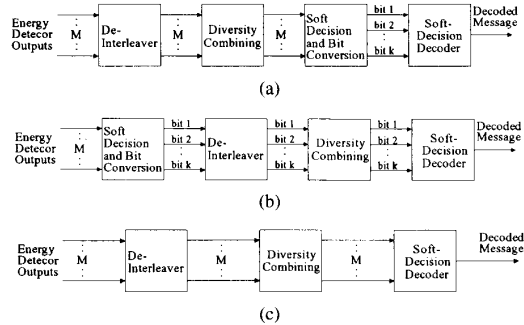 Energy
Detecor
Outputs
M
De-
Interleaver
M
Diversity
Combining
M
Soft
Decision
and Bit
Conversion
bit 1
bit 2
bit k
Soft-
Decision
Decoder
Decoded
Message
(a)
Energy
Detecor
Outputs
M
Soft
Decision
and Bit
Conversion
bit 1
bit 2
bit k
De-
Interleaver
bit 1
bit 2
bit k
Diversity
Combining
bit 1
bit 2
bit k
Soft-
Decision
Decoder
Decoded
Message
(b)
Energy
Detecor
Outputs
M
De-
Interleaver
M
Diversity
Combining
M
Soft-
Decision
Decoder
Decoded
Message
(c)